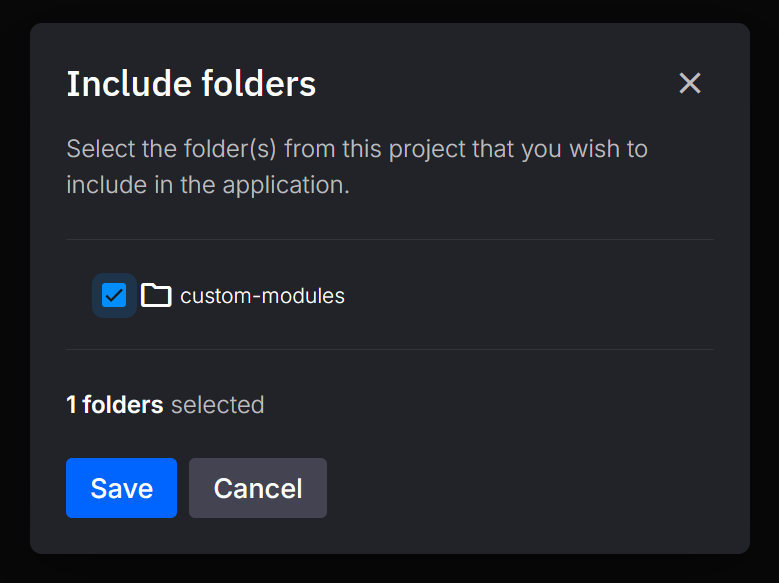 Include folders
Select the folder(s) from this project that you wish to
include in the application.
custom-modules
1 folders selected
Save
Cancel